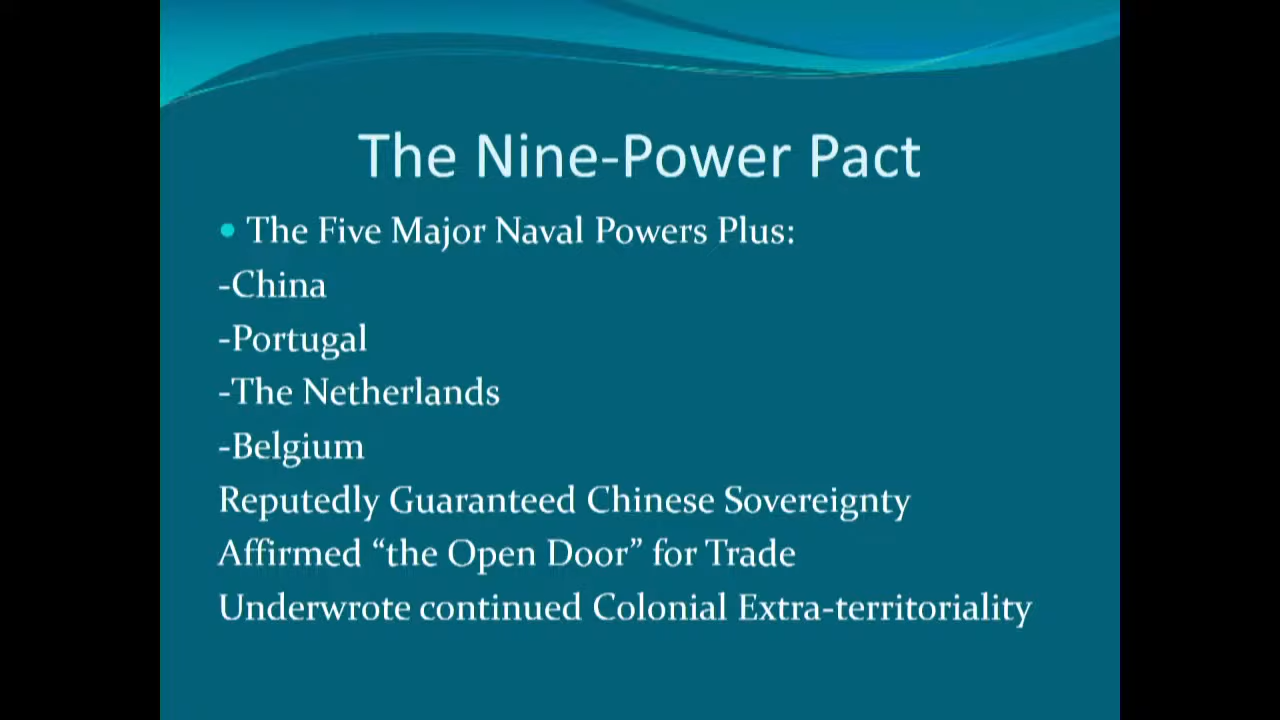 The Nine-Power Pact
• The Five Major Naval Powers Plus:
-China
-Portugal
-The Netherlands
-Belgium
Reputedly Guaranteed Chinese Sovereignty
Affirmed “the Open Door” for Trade
Underwrote continued Colonial Extra-territoriality